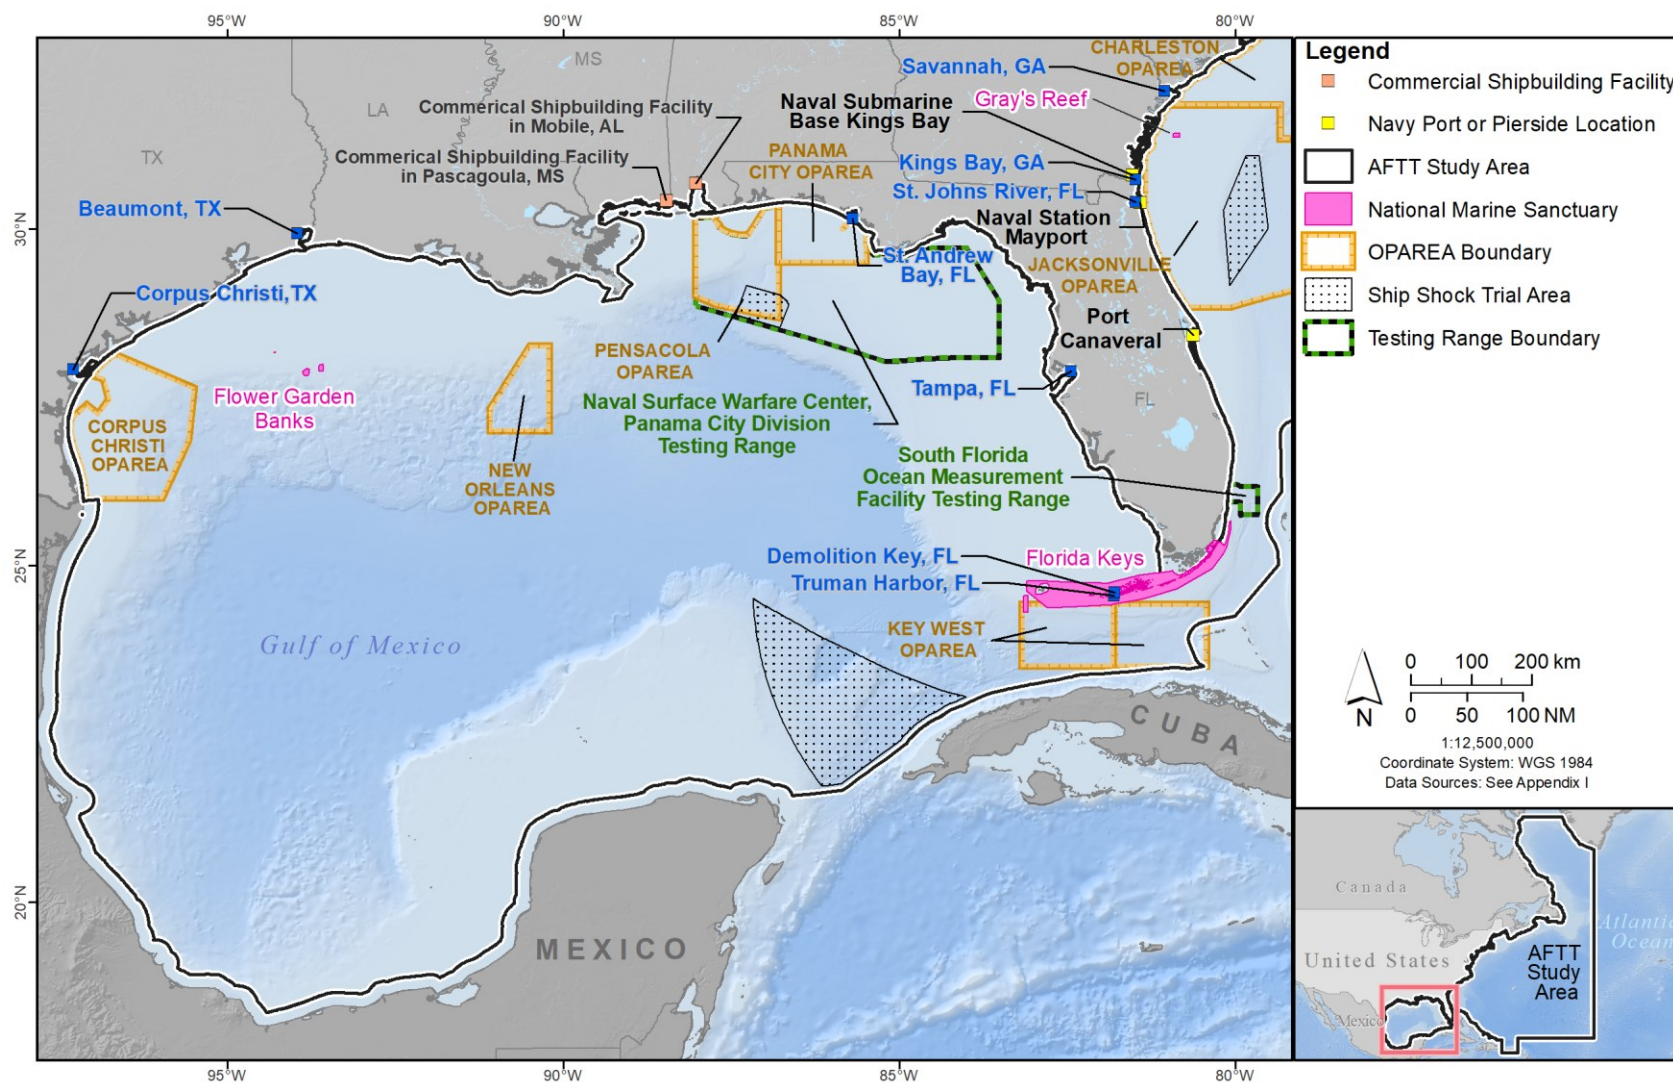 95°W
90°W
85°W
80°W
30°N
25°N
20°N
30°N
25°N
20°N
95°W
90°W
85°W
80°W
TX
LA
MS
FL
CHARLESTON
OPAREA
Savannah, GA
Gray's Reef
Naval Submarine
Base Kings Bay
Commerical Shipbuilding Facility
in Mobile, AL
Commerical Shipbuilding Facility
in Pascagoula, MS
PANAMA
CITY OPAREA
Kings Bay, GA
St. Johns River, FL
Naval Station
Mayport
JACKSONVILLE
OPAREA
Beaumont, TX
St. Andrew
Bay, FL
Corpus Christi,TX
Port
Canaveral
PENSACOLA
OPAREA
Tampa, FL
Flower Garden
Banks
Naval Surface Warfare Center,
Panama City Division
Testing Range
CORPUS
CHRISTI
OPAREA
NEW
ORLEANS
OPAREA
South Florida
Ocean Measurement
Facility Testing Range
Demolition Key, FL
Florida Keys
Truman Harbor, FL
KEY WEST
OPAREA
Gulf of Mexico
CUBA
MEXICO
Legend
Commercial Shipbuilding Facility
Navy Port or Pierside Location
AFTT Study Area
National Marine Sanctuary
OPAREA Boundary
Ship Shock Trial Area
Testing Range Boundary
N
0 100 200 km
0 50 100 NM
1:12,500,000
Coordinate System: WGS 1984
Data Sources: See Appendix I
Canada
United States
Mexico
Atlantic
Ocean
AFTT
Study
Area